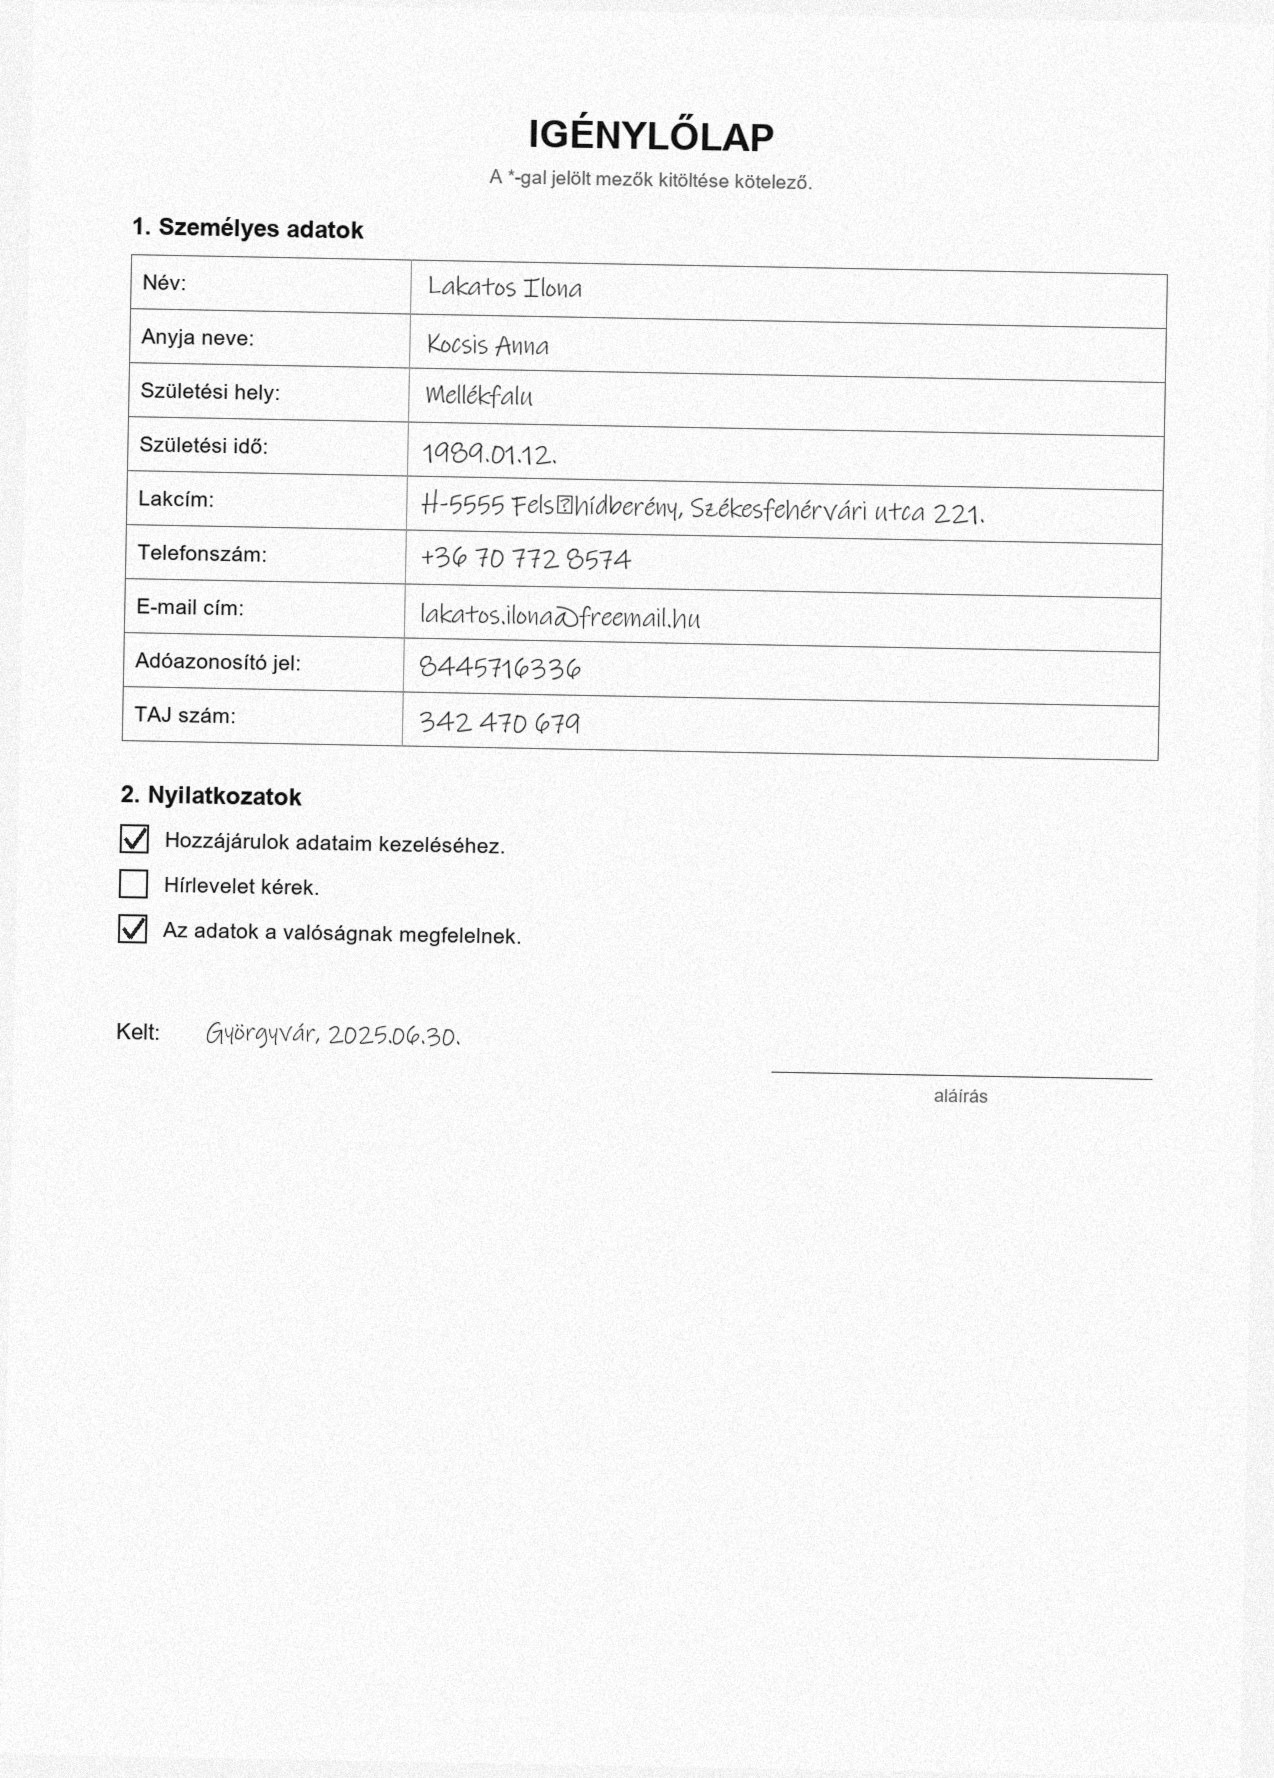 IGÉNYLŐLAP
A *-gal jelölt mezők kitöltése kötelező.
1. Személyes adatok
Név: Lakatos Ilona
Anyja neve: Kocsis Anna
Születési hely: Mellékfalu
Születési idő: 1989.01.12.
Lakcím: H-5555 Fels⍰hídberény, Székesfehérvári utca 221.
Telefonszám: +36 70 772 8574
E-mail cím: lakatos.ilona@freemail.hu
Adóazonosító jel: 8445716336
TAJ szám: 342 470 679
2. Nyilatkozatok
Hozzájárulok adataim kezeléséhez.
Hírlevelet kérek.
Az adatok a valóságnak megfelelnek.
Kelt: Györgyvár, 2025.06.30.
aláírás